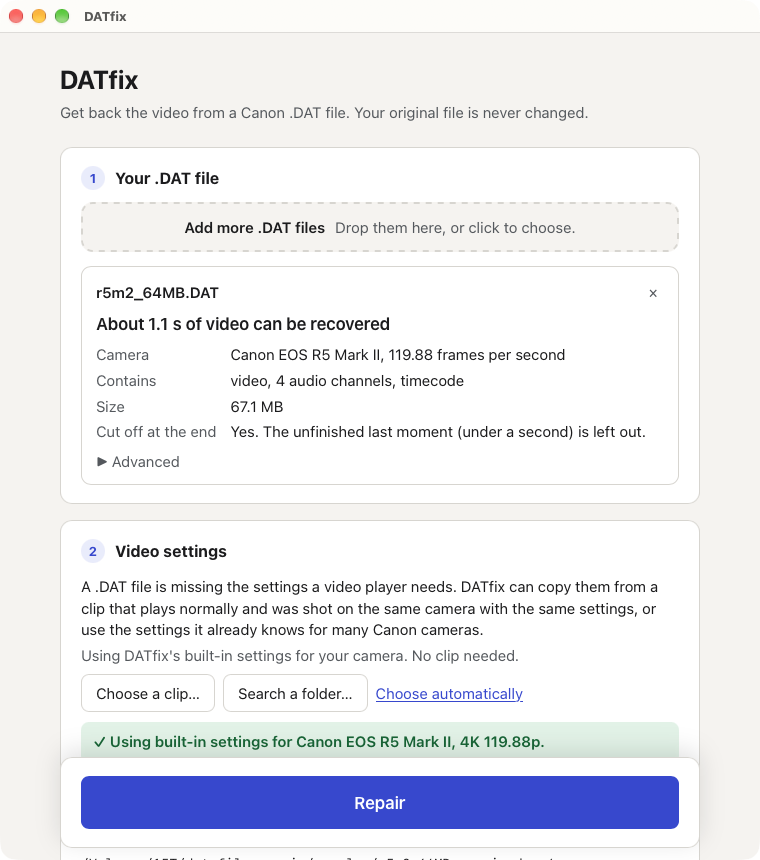 DATfix
DATfix
Get back the video from a Canon .DAT file. Your original file is never changed.
1 Your .DAT file
Add more .DAT files Drop them here, or click to choose.
r5m2_64MB.DAT ×
About 1.1 s of video can be recovered
Camera Canon EOS R5 Mark II, 119.88 frames per second
Contains video, 4 audio channels, timecode
Size 67.1 MB
Cut off at the end Yes. The unfinished last moment (under a second) is left out.
▶ Advanced
2 Video settings
A .DAT file is missing the settings a video player needs. DATfix can copy them from a
clip that plays normally and was shot on the same camera with the same settings, or
use the settings it already knows for many Canon cameras.
Using DATfix's built-in settings for your camera. No clip needed.
Choose a clip... Search a folder... Choose automatically
✓ Using built-in settings for Canon EOS R5 Mark II, 4K 119.88p.
Repair